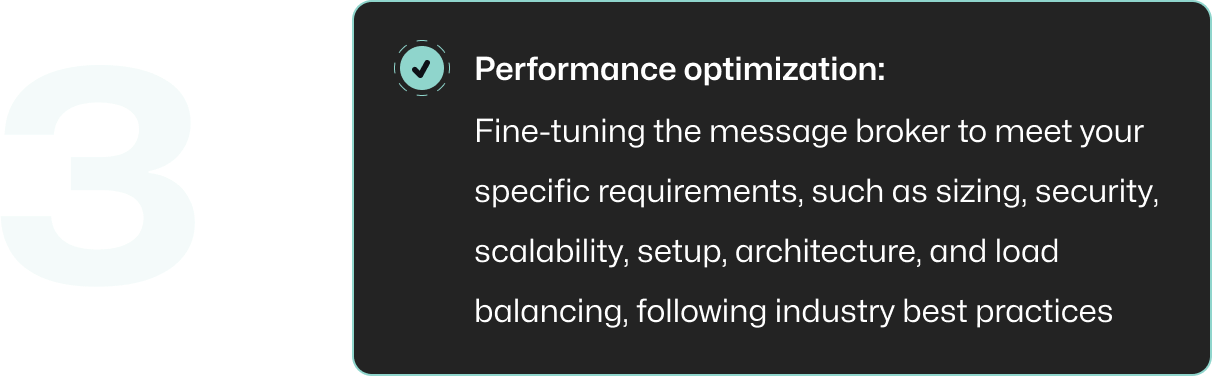 3
Performance optimization:
Fine-tuning the message broker to meet your
specific requirements, such as sizing, security,
scalability, setup, architecture, and load
balancing, following industry best practices